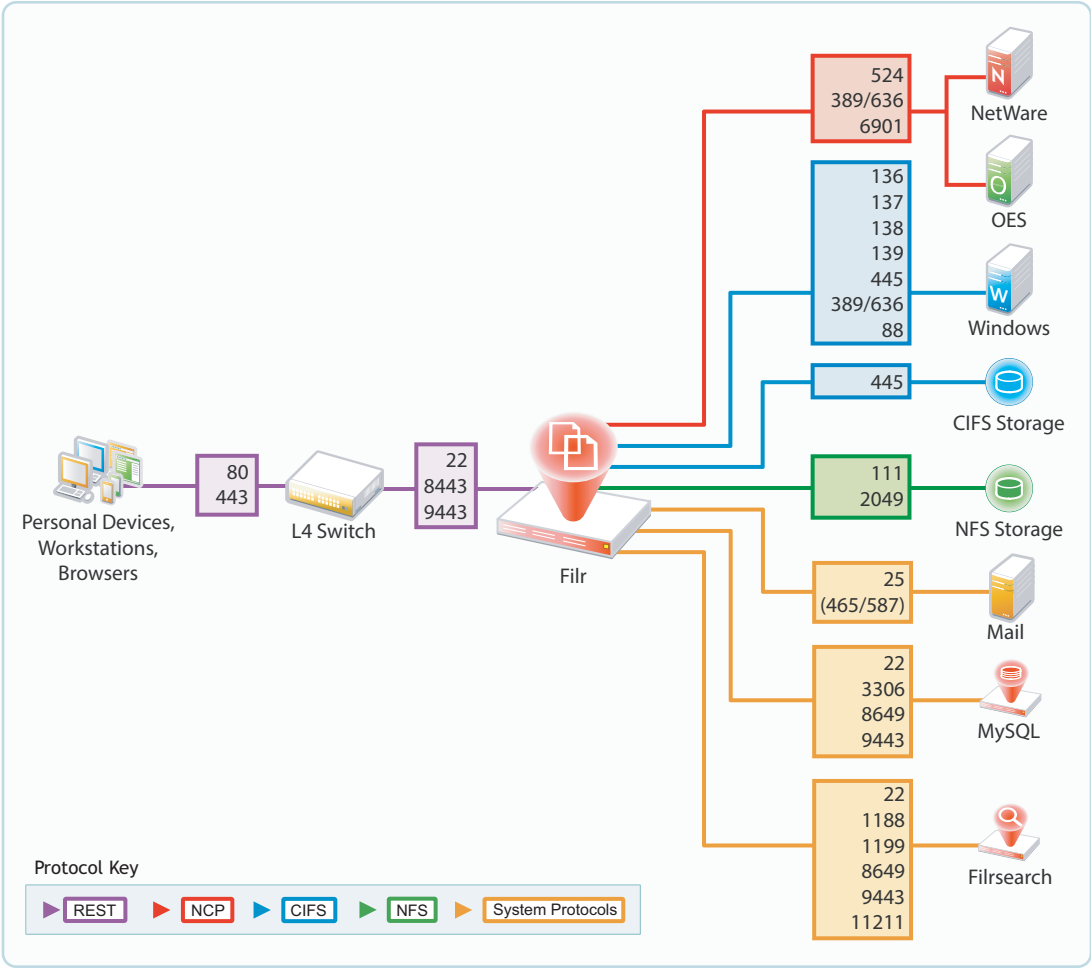 524
389/636
6901
N
NetWare
O
OES
136
137
138
139
445
389/636
88
W
Windows
445
CIFS Storage
111
2049
NFS Storage
80
443
22
8443
9443
Personal Devices,
Workstations,
Browsers
L4 Switch
Filr
25
(465/587)
Mail
22
3306
8649
9443
MySQL
22
1188
1199
8649
9443
11211
Filrsearch
Protocol Key
REST
NCP
CIFS
NFS
System Protocols